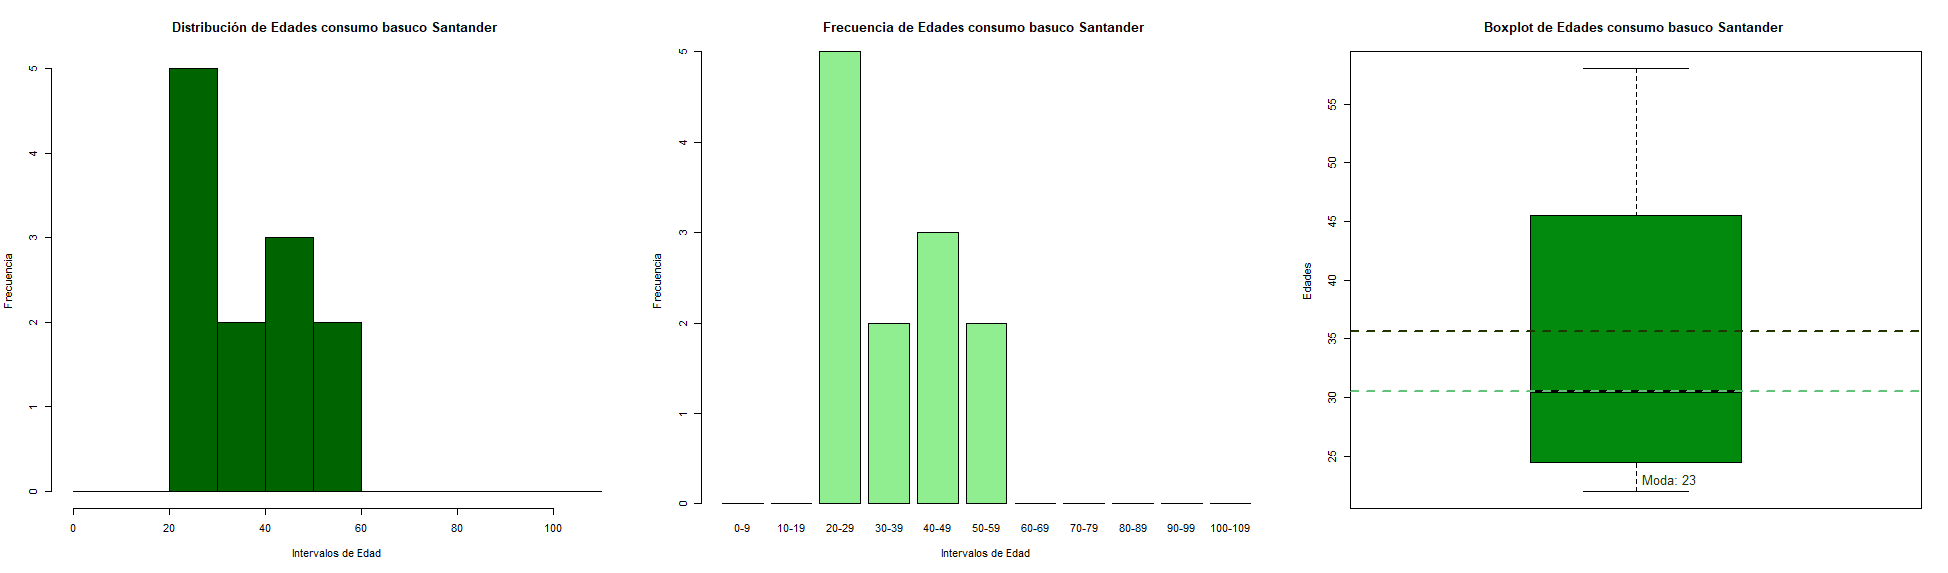 Distribución de Edades consumo basuco Santander
Frecuencia
5
4
3
2
1
0
0 20 40 60 80 100
Intervalos de Edad
Frecuencia de Edades consumo basuco Santander
Frecuencia
5
4
3
2
1
0
0-9 10-19 20-29 30-39 40-49 50-59 60-69 70-79 80-89 90-99 100-109
Intervalos de Edad
Boxplot de Edades consumo basuco Santander
Edades
55
50
45
40
35
30
25
Moda: 23